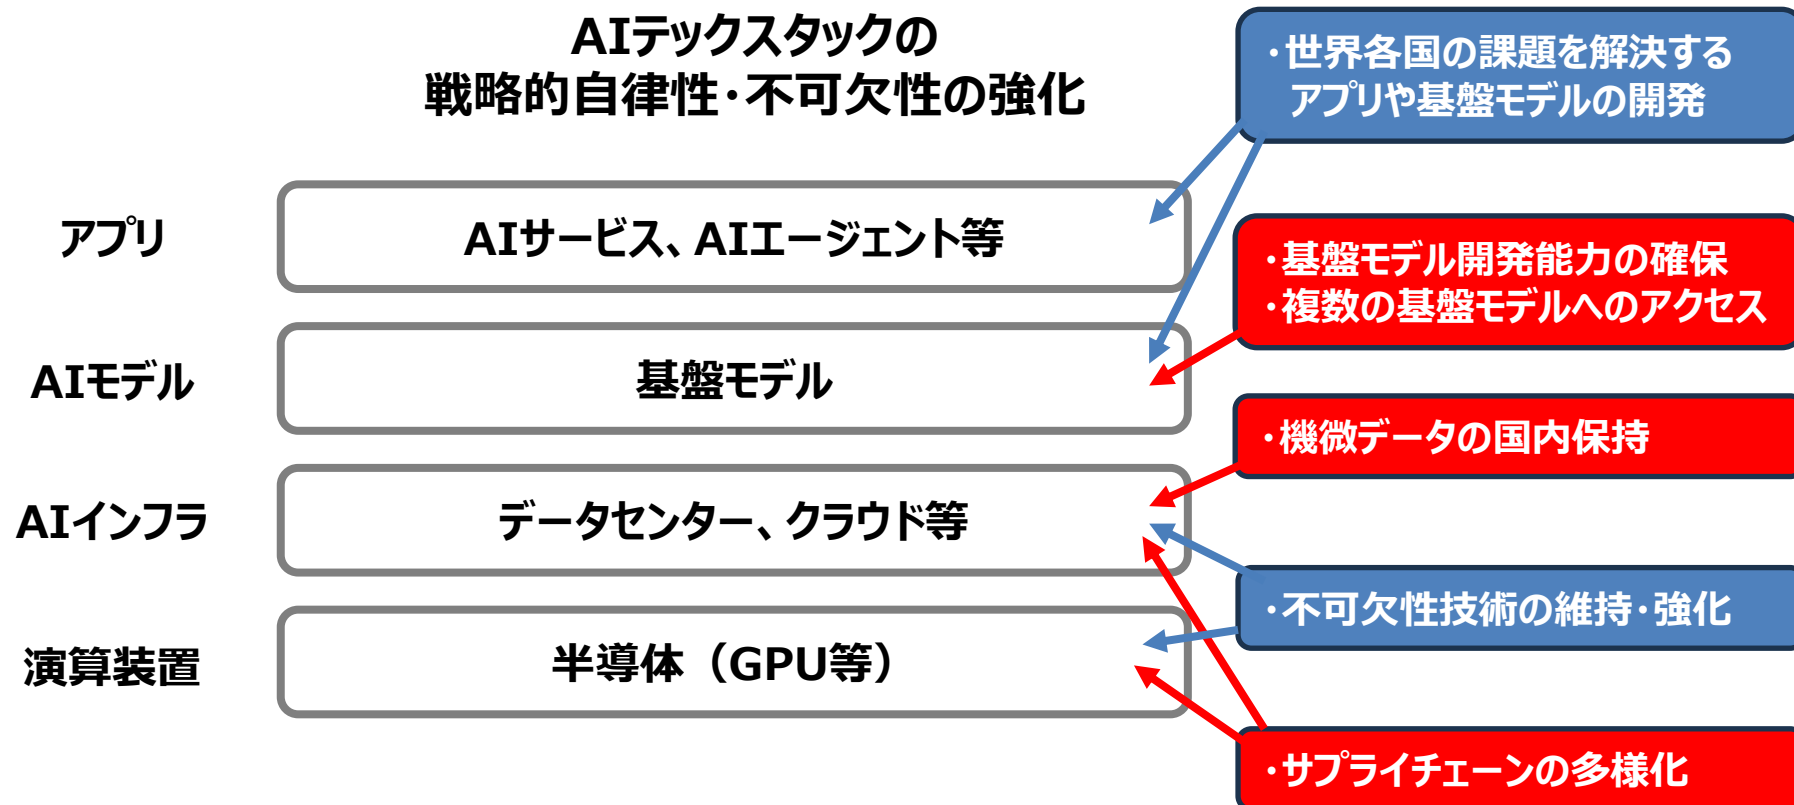 AIテックスタックの
戦略的自律性・不可欠性の強化
・世界各国の課題を解決する
アプリや基盤モデルの開発
アプリ
AIサービス、AIエージェント等
・基盤モデル開発能力の確保
・複数の基盤モデルへのアクセス
AIモデル
基盤モデル
・機微データの国内保持
AIインフラ
データセンター、クラウド等
・不可欠性技術の維持・強化
演算装置
半導体（GPU等）
・サプライチェーンの多様化